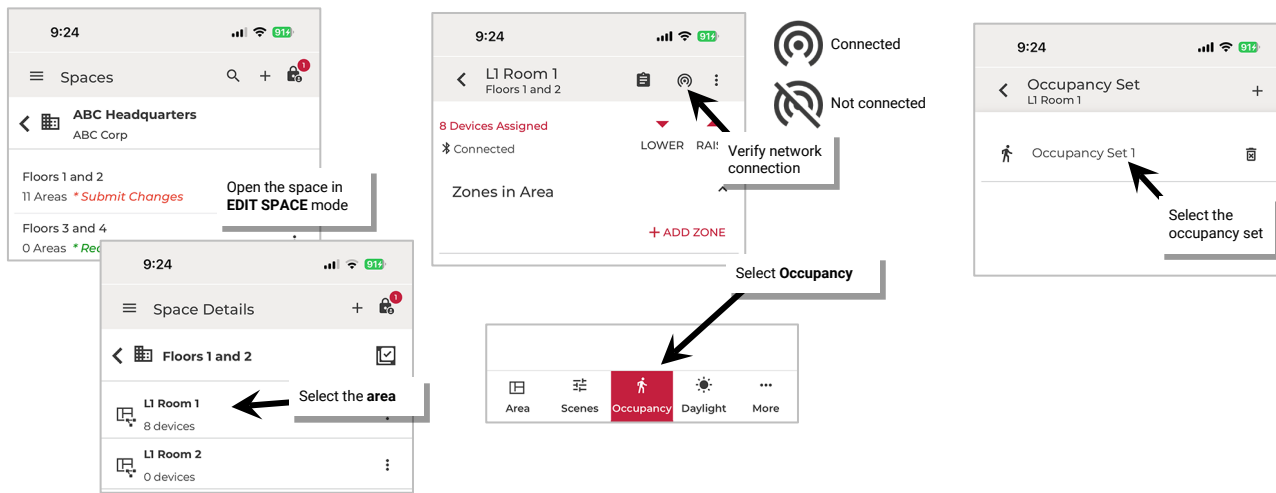 9:24
91
Spaces
1
ABC Headquarters
ABC Corp
Floors 1 and 2
11 Areas * Submit Changes
Floors 3 and 4
0 Areas
Open the space in
EDIT SPACE mode
9:24
91
Space Details
1
Floors 1 and 2
L1 Room 1
8 devices
L1 Room 2
0 devices
Select the area
9:24
91
L1 Room 1
Floors 1 and 2
8 Devices Assigned
Connected
LOWER
Zones in Area
+ ADD ZONE
Verify network
connection
Connected
Not connected
Select Occupancy
Area Scenes Occupancy Daylight More
9:24
91
Occupancy Set
L1 Room 1
Occupancy Set 1
Select the
occupancy set